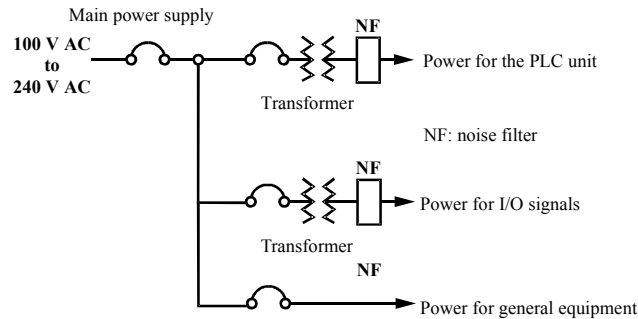 Main power supply
100 V AC
to
240 V AC
NF
Power for the PLC unit
Transformer
NF: noise filter
NF
Power for I/O signals
Transformer
NF
Power for general equipment